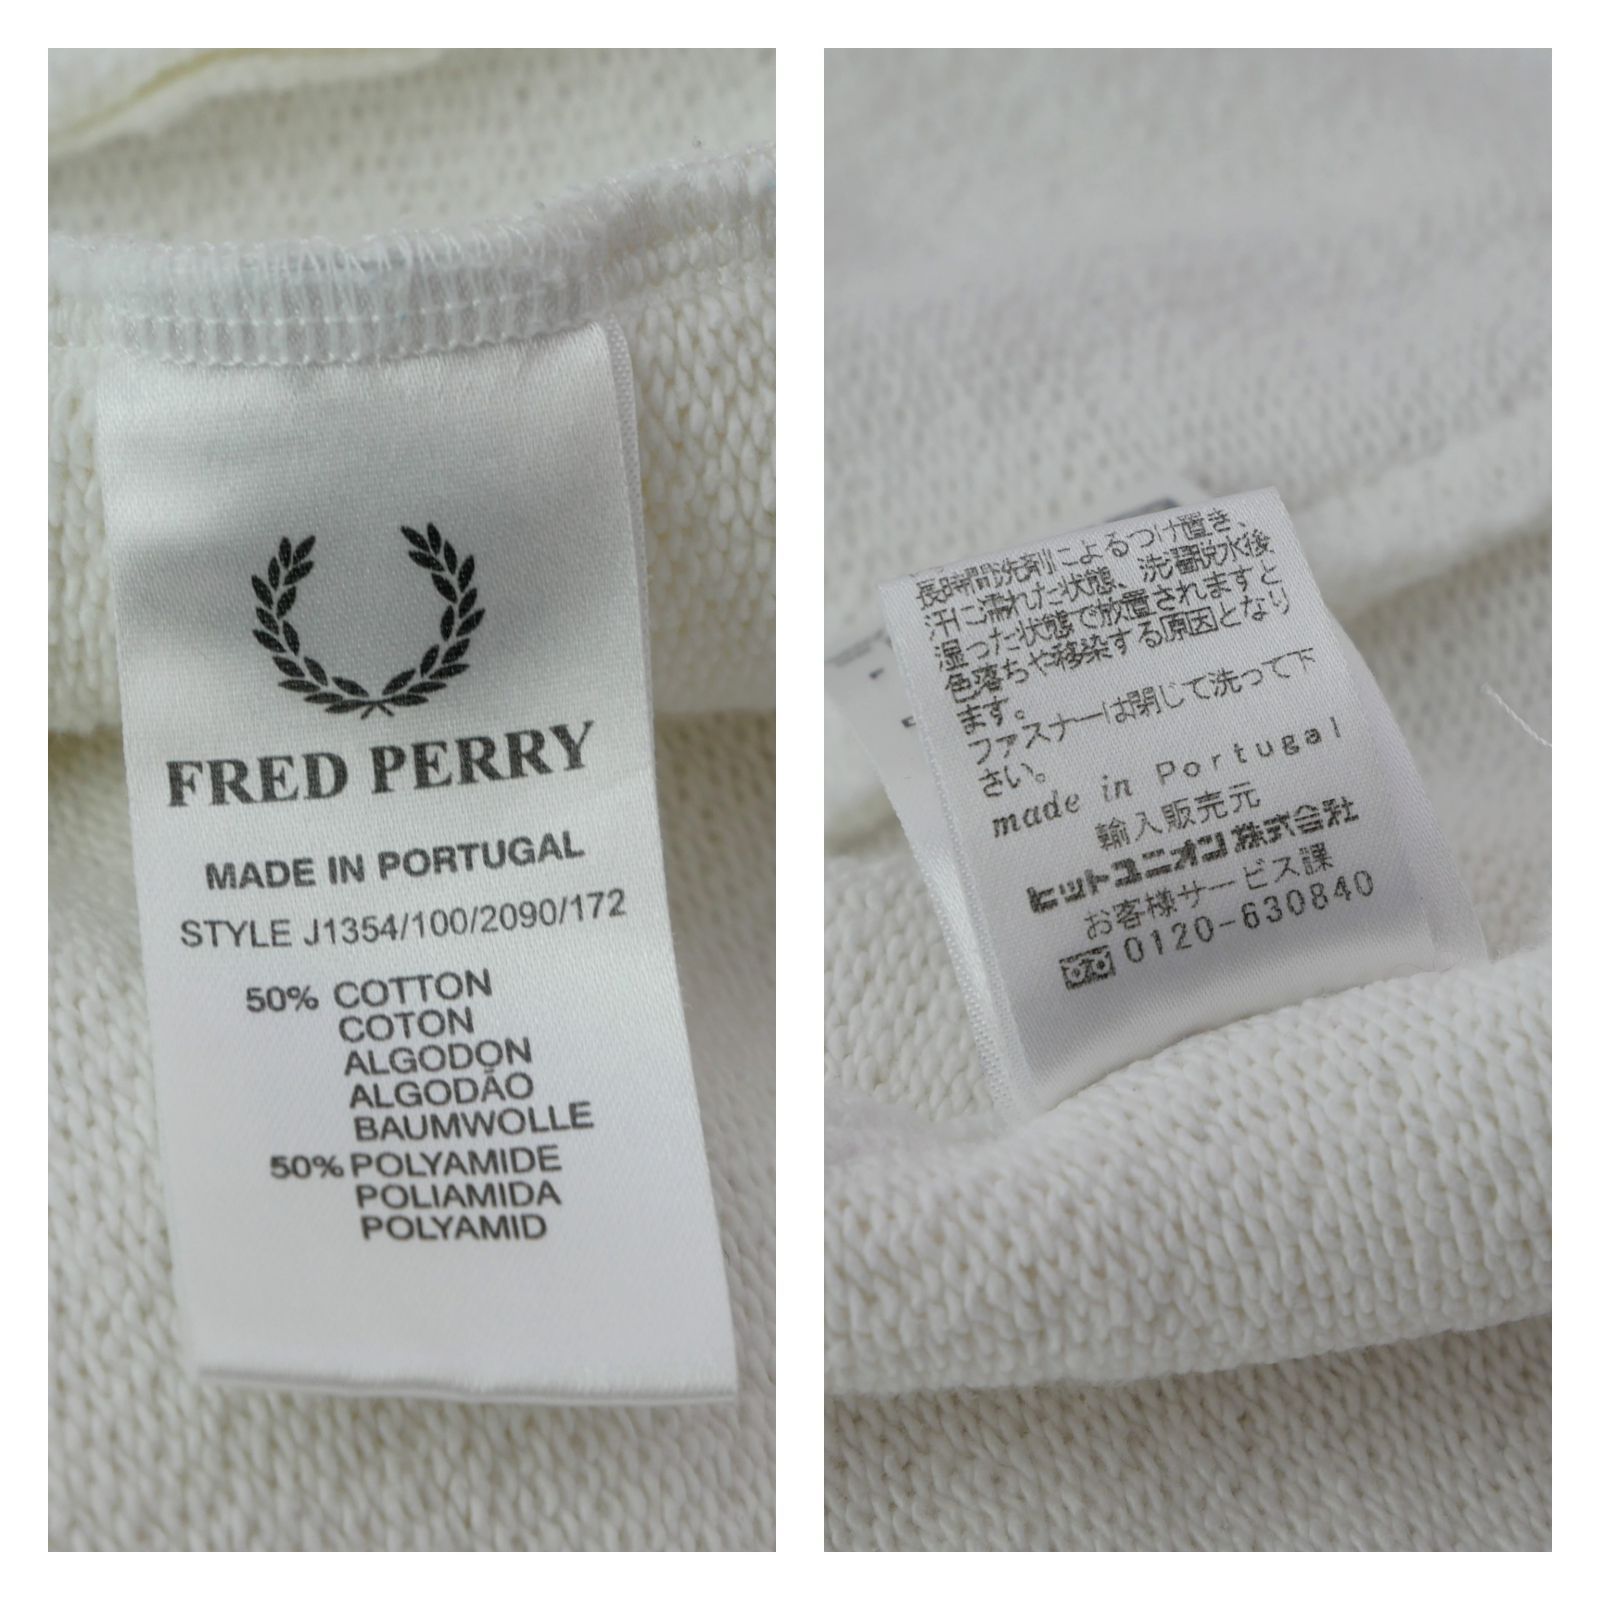 FRED PERRY
MADE IN PORTUGAL
STYLE J1354/100/2090/172
50% COTTON
COTON
ALGODON
ALGODÃO
BAUMWOLLE
50% POLYAMIDE
POLIAMIDA
POLYAMID
長時間洗剤によるつけ置き、
汗に濡れた状態、洗濯脱水後
湿った状態で放置されますと
色落ちや移染する原因となり
ます。
ファスナーは閉じて洗って下
さい。
made in Portugal
輸入販売元
ヒットユニオン株式会社
お客様サービス課
0120-630840